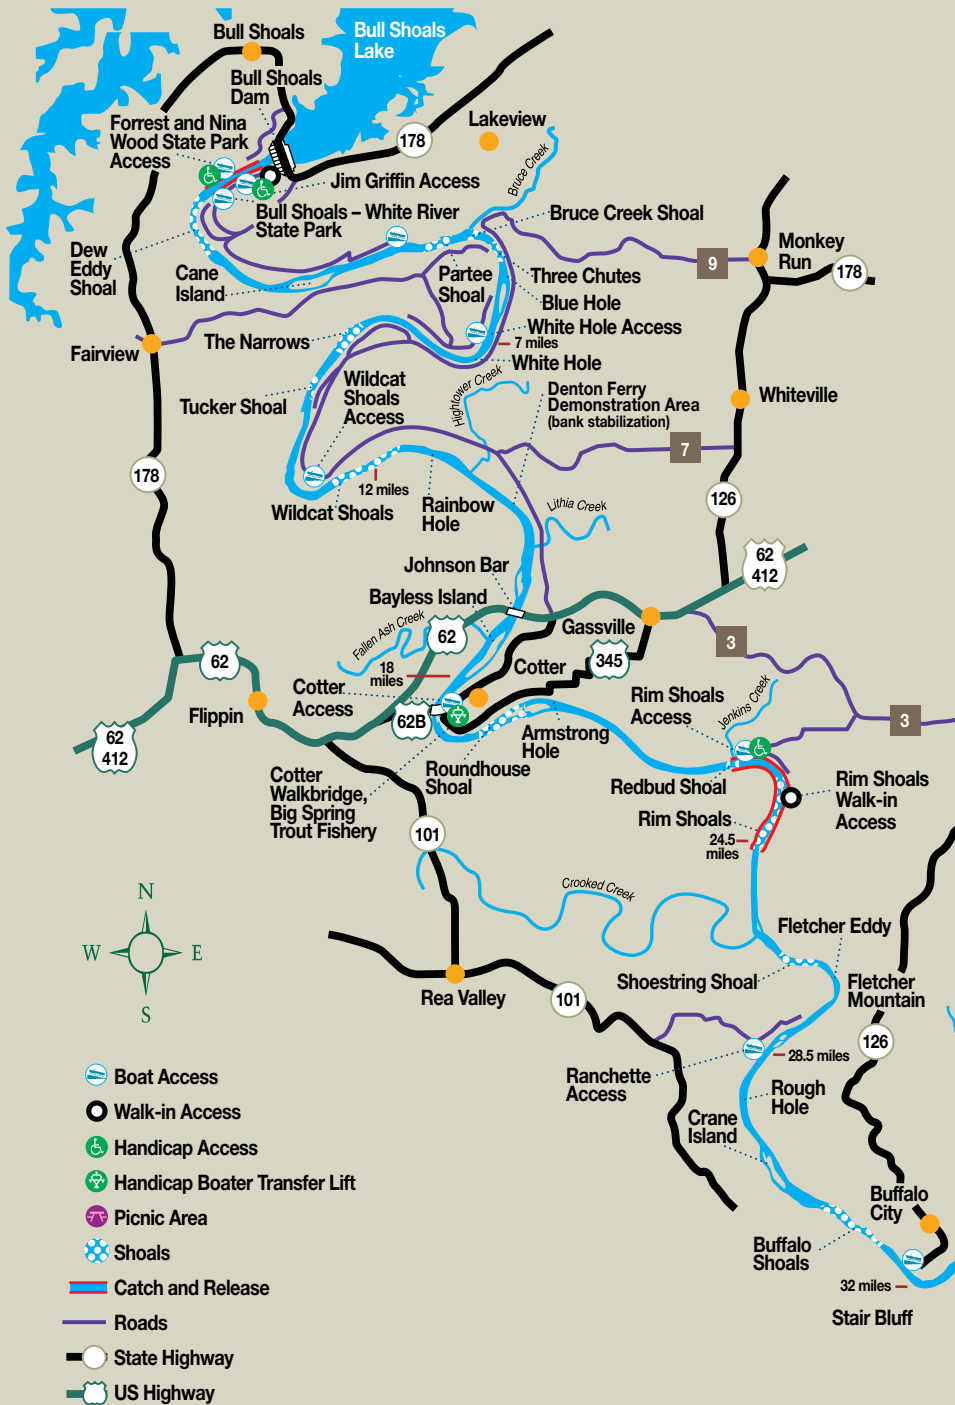 Bull Shoals
Bull Shoals
Lake
Bull Shoals
Dam
Forrest and Nina
Wood State Park
Access
178
Lakeview
Bruce Creek
Jim Griffin Access
Bull Shoals – White River
State Park
Bruce Creek Shoal
Dew
Eddy
Shoal
Cane
Island
Partee
Shoal
Three Chutes
Blue Hole
9
Monkey
Run
178
White Hole Access
7 miles
White Hole
The Narrows
Fairview
Tucker Shoal
Wildcat
Shoals
Access
Hightower Creek
Denton Ferry
Demonstration Area
(bank stabilization)
Whiteville
7
178
12 miles
Wildcat Shoals
Rainbow
Hole
Lithia Creek
126
Johnson Bar
62
412
Bayless Island
Fallen Ash Creek
62
Gassville
3
62
18
miles
Cotter
345
Cotter
Access
62B
Flippin
62
412
Rim Shoals
Access
Jenkins Creek
3
Armstrong
Hole
Roundhouse
Shoal
Redbud Shoal
Cotter
Walkbridge,
Big Spring
Trout Fishery
Rim Shoals
Walk-in
Access
Rim Shoals
24.5
miles
101
Crooked Creek
Fletcher Eddy
N
W
E
S
Shoestring Shoal
Fletcher
Mountain
Rea Valley
101
126
28.5 miles
Ranchette
Access
Rough
Hole
Crane
Island
Buffalo
City
Buffalo
Shoals
32 miles
Stair Bluff
Boat Access
Walk-in Access
Handicap Access
Handicap Boater Transfer Lift
Picnic Area
Shoals
Catch and Release
Roads
State Highway
US Highway